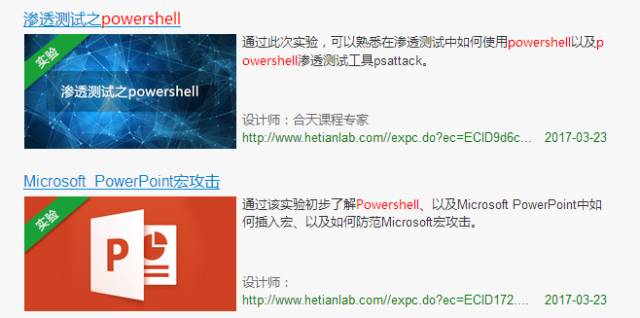 渗透测试之powershell
实验
渗透测试之powershell
通过此次实验，可以熟悉在渗透测试中如何使用powershell以及p
owershell渗透测试工具psattack。
设计师：合天课程专家
http://www.hetianlab.com//expc.do?ec=ECID9d6c... 2017-03-23
Microsoft PowerPoint宏攻击
实验
P
通过该实验初步了解Powershell、以及Microsoft PowerPoint中如
何插入宏、以及如何防范Microsoft宏攻击。
设计师：
http://www.hetianlab.com//expc.do?ec=ECID172.... 2017-03-23